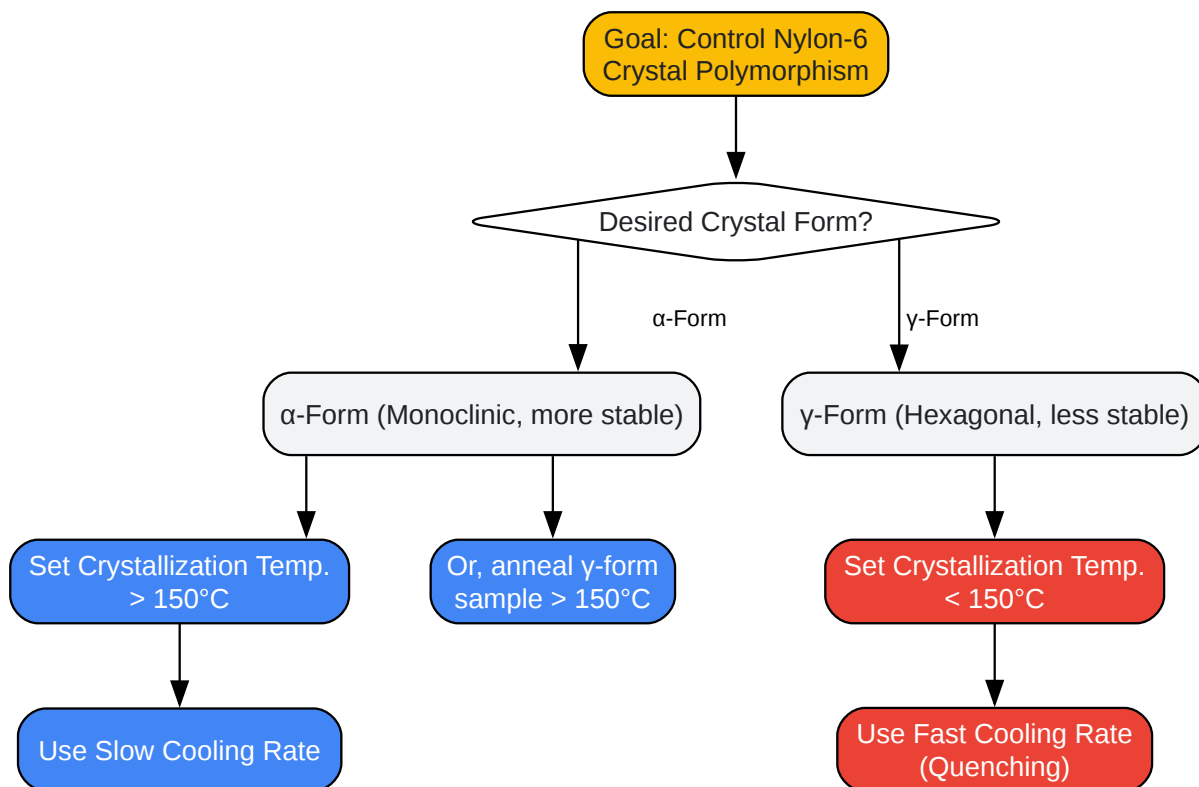 Goal: Control Nylon-6
Crystal Polymorphism
Desired Crystal Form?
α-Form
γ-Form
α-Form (Monoclinic, more stable)
γ-Form (Hexagonal, less stable)
Set Crystallization Temp.
> 150°C
Or, anneal γ-form
sample > 150°C
Set Crystallization Temp.
< 150°C
Use Slow Cooling Rate
Use Fast Cooling Rate
(Quenching)